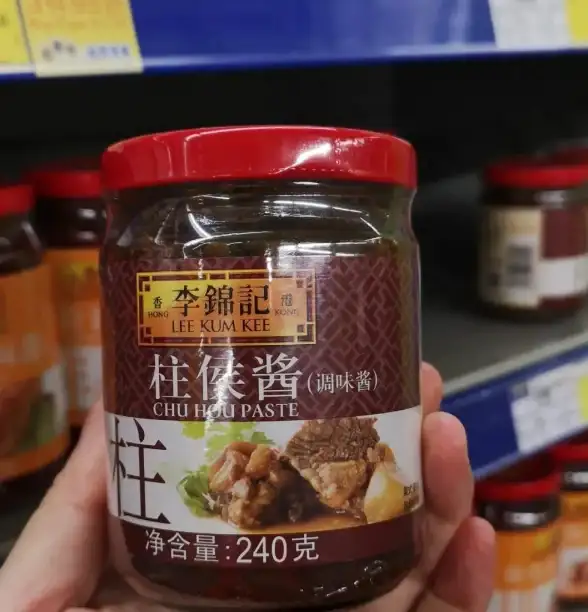 香 李錦記 港
HONG LEE KUM KEE KONG
柱侯酱(调味酱)
CHU HOU PASTE
柱
净含量:240克